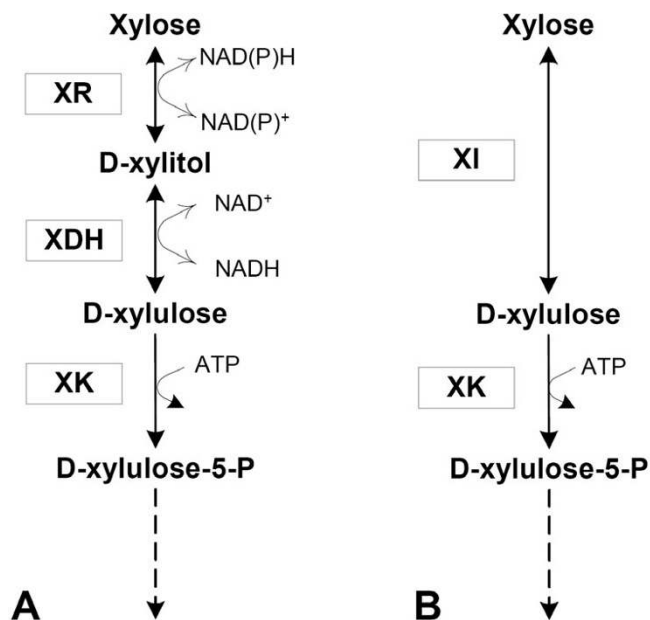 Xylose
NAD(P)H
XR
NAD(P)+
D-xylitol
NAD+
XDH
NADH
D-xylulose
ATP
XK
D-xylulose-5-P
A
Xylose
XI
D-xylulose
ATP
XK
D-xylulose-5-P
B